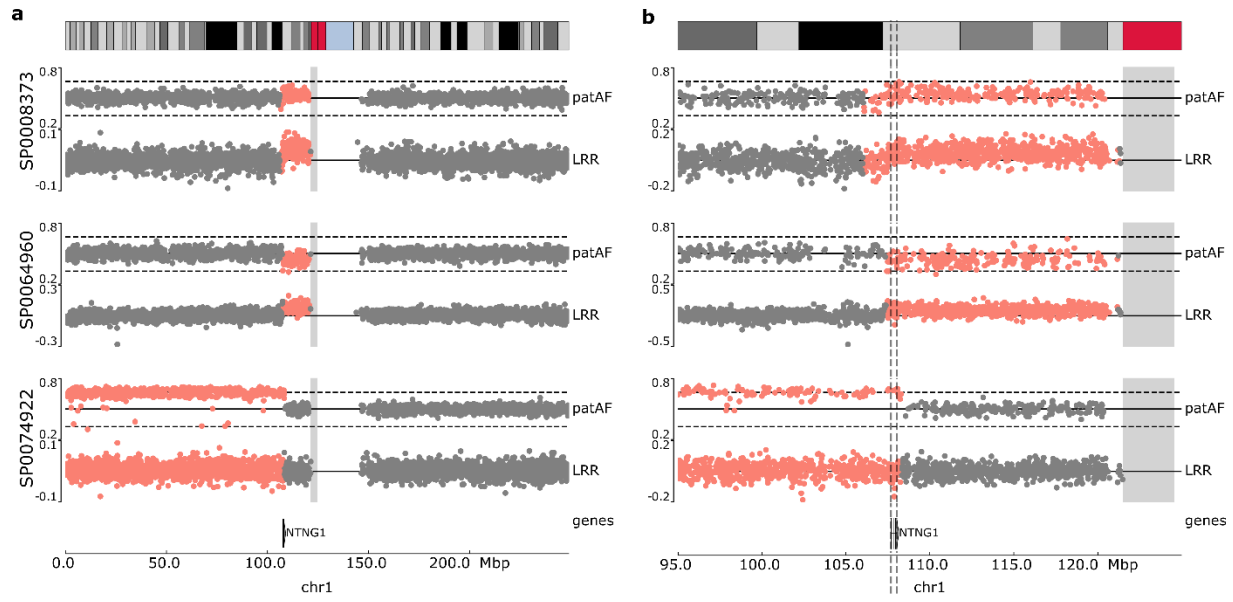 a
SP0008373
0.8
0.2
patAF
0.1
-0.1
LRR
SP0064960
0.8
0.2
patAF
0.1
-0.3
LRR
SP0074922
0.8
0.2
patAF
0.1
-0.1
LRR
genes
NTNG1
0.0 50.0 100.0 150.0 200.0 Mbp
chr1
b
0.8
0.2
patAF
0.2
-0.2
LRR
0.8
0.2
patAF
0.5
-0.5
LRR
0.8
0.2
patAF
0.2
-0.2
LRR
genes
NTNG1
95.0 100.0 105.0 110.0 115.0 120.0 Mbp
chr1